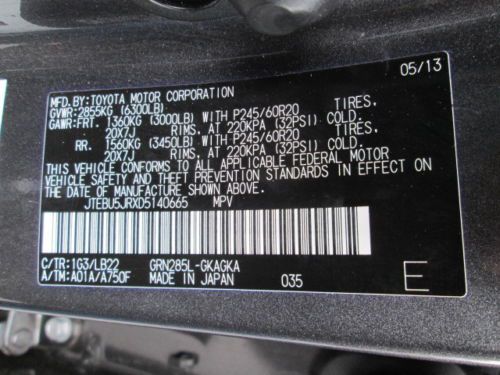 05/13
MFD. BY: TOYOTA MOTOR CORPORATION
GVWR: 2855KG (6300LB)
GAWR: FRT. 1360KG (3000LB) WITH P245/60R20 TIRES,
20X7J RIMS, AT 220KPA (32PSI) COLD.
RR. 1560KG (3450LB) WITH P245/60R20 TIRES,
20X7J RIMS, AT 220KPA (32PSI) COLD.
THIS VEHICLE CONFORMS TO ALL APPLICABLE FEDERAL MOTOR
VEHICLE SAFETY AND THEFT PREVENTION STANDARDS IN EFFECT ON
THE DATE OF MANUFACTURE SHOWN ABOVE.
JTEBU5JRXD5140665 MPV
C/TR: 1G3/LB22 GRN285L-GKAGKA
A/TM: A01A/A750F MADE IN JAPAN 035 E